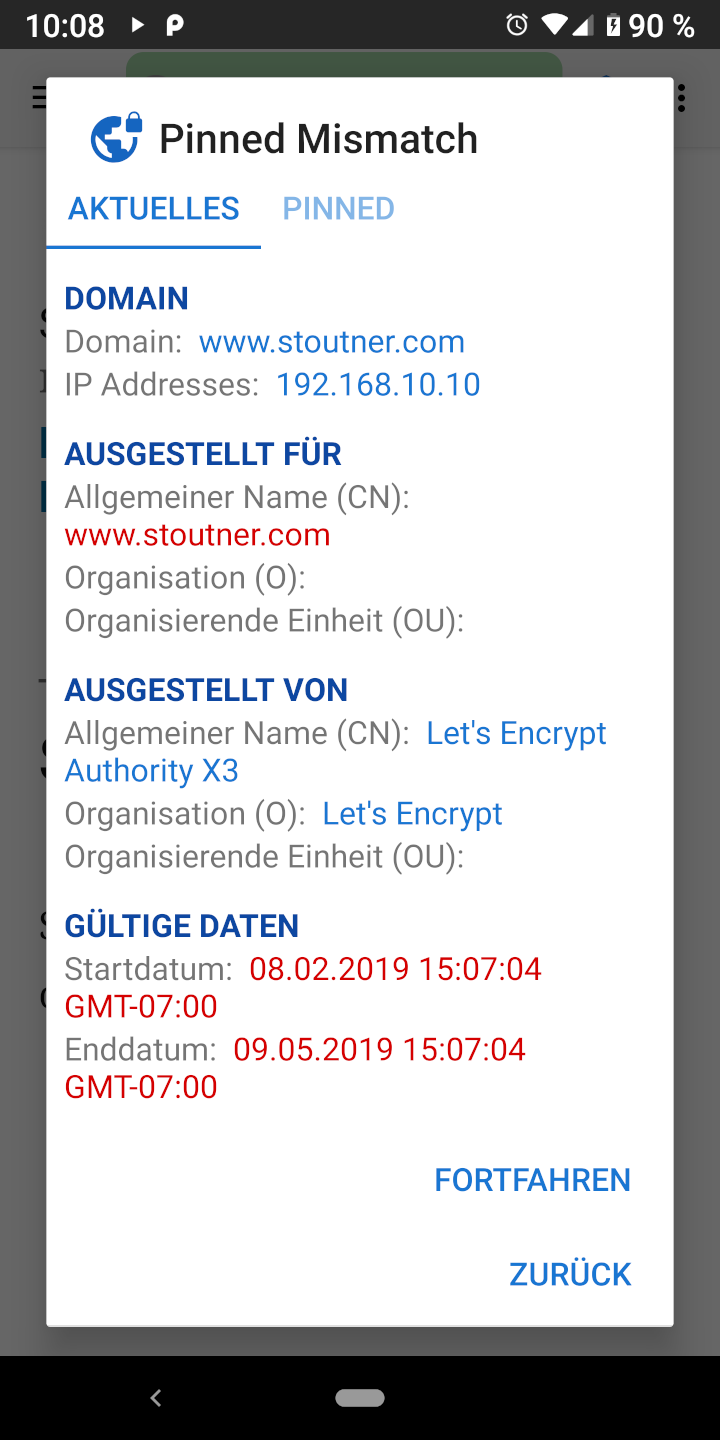 10:08
90 %
Pinned Mismatch
AKTUELLES
PINNED
DOMAIN
Domain: www.stoutner.com
IP Addresses: 192.168.10.10
AUSGESTELLT FÜR
Allgemeiner Name (CN):
www.stoutner.com
Organisation (O):
Organisierende Einheit (OU):
AUSGESTELLT VON
Allgemeiner Name (CN): Let's Encrypt
Authority X3
Organisation (O): Let's Encrypt
Organisierende Einheit (OU):
GÜLTIGE DATEN
Startdatum: 08.02.2019 15:07:04
GMT-07:00
Enddatum: 09.05.2019 15:07:04
GMT-07:00
FORTFAHREN
ZURÜCK